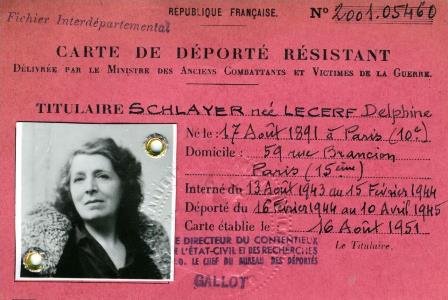 RÉPUBLIQUE FRANÇAISE.
Nº 2001.05460
Fichier Interdépartemental
CARTE DE DÉPORTÉ RÉSISTANT
DÉLIVRÉE PAR LE MINISTRE DES ANCIENS COMBATTANTS ET VICTIMES DE LA GUERRE.
TITULAIRE SCHLAYER née LECERF Delphine
Né le : 17 Août 1891 à Paris (10e)
Domicile : 59 rue Brancion
Paris (15ème)
Interné du 13 Août 1943 au 15 Février 1944
Déporté du 16 Février 1944 au 10 Avril 1945
Carte établie le : 16 Août 1951
LE DIRECTEUR DU CONTENTIEUX
L'ÉTAT-CIVIL ET DES RECHERCHES
LE CHEF DU BUREAU DES DÉPORTÉS
Le Titulaire.
GALLOT